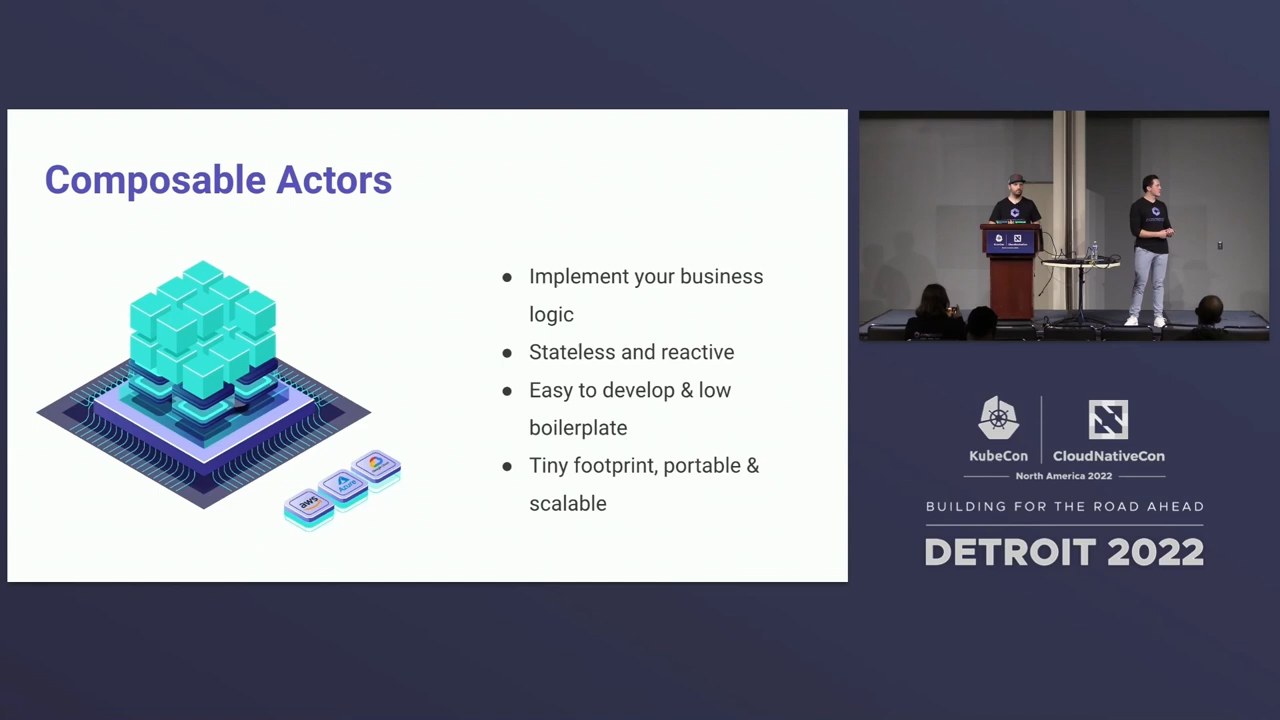 Composable Actors
● Implement your business
logic
● Stateless and reactive
● Easy to develop & low
boilerplate
● Tiny footprint, portable &
scalable
aws
Azure
KubeCon
CloudNativeCon
North America 2022
BUILDING FOR THE ROAD AHEAD
DETROIT 2022